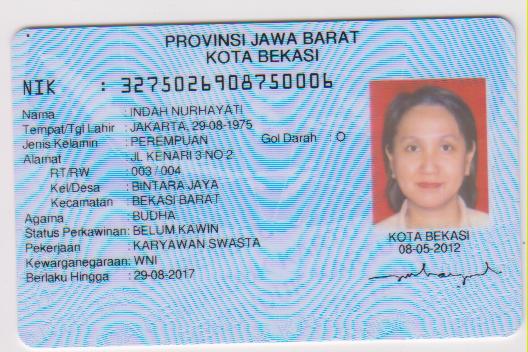 PROVINSI JAWA BARAT
KOTA BEKASI
NIK : 3275026908750006
Nama : INDAH NURHAYATI
Tempat/Tgl Lahir : JAKARTA, 29-08-1975
Jenis Kelamin : PEREMPUAN Gol Darah : O
Alamat : JL KENARI 3 NO 2
RT/RW : 003 / 004
Kel/Desa : BINTARA JAYA
Kecamatan : BEKASI BARAT
Agama : BUDHA
Status Perkawinan: BELUM KAWIN
Pekerjaan : KARYAWAN SWASTA
Kewarganegaraan: WNI
Berlaku Hingga : 29-08-2017
KOTA BEKASI
08-05-2012